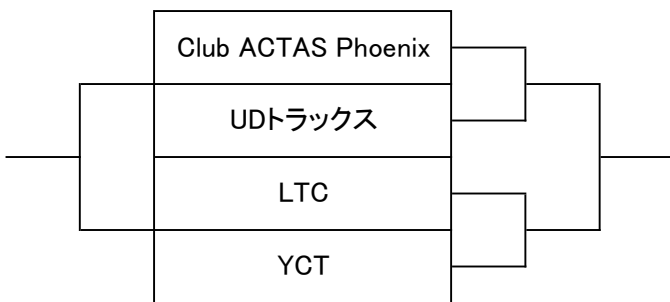 Club ACTAS Phoenix
UDトラックス
LTC
YCT